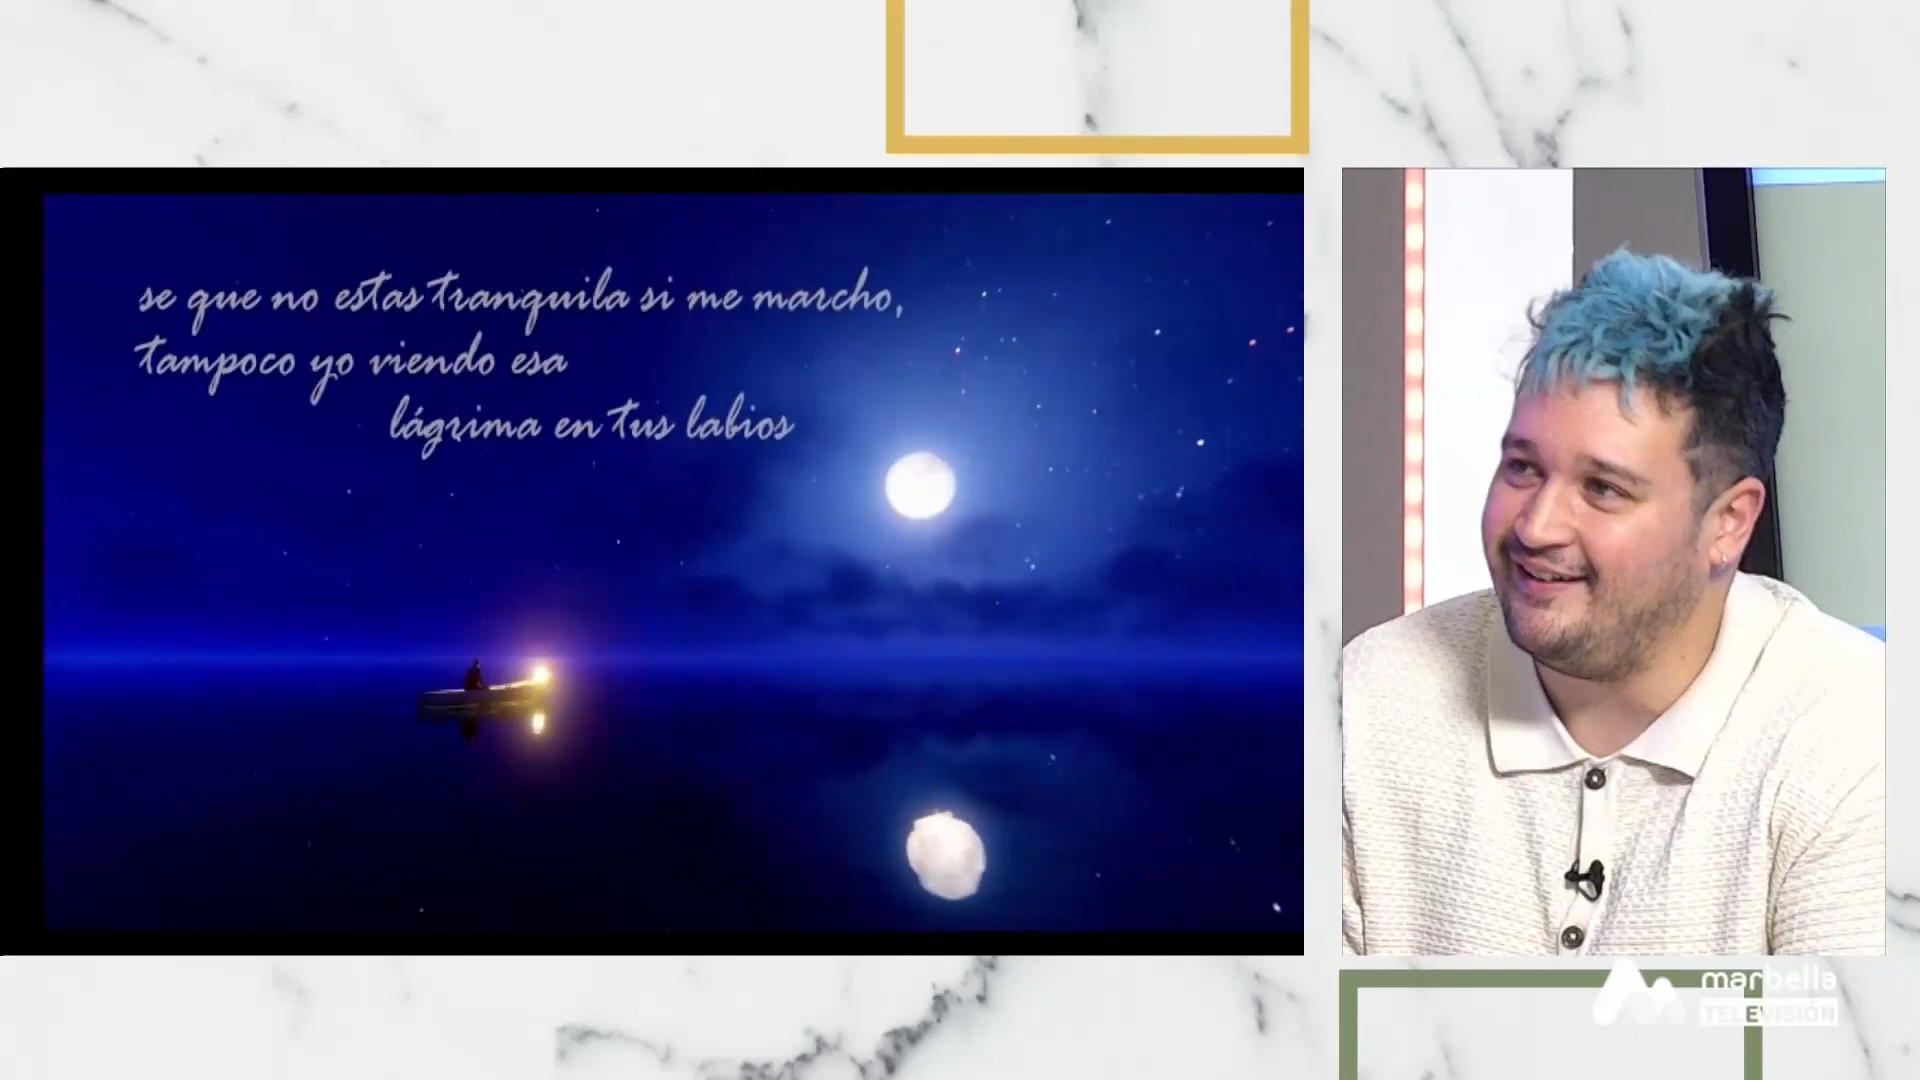 se que no estas tranquila si me marcho,
tampoco yo viendo esa
lágrima en tus labios
marbella
TELEVISIÓN